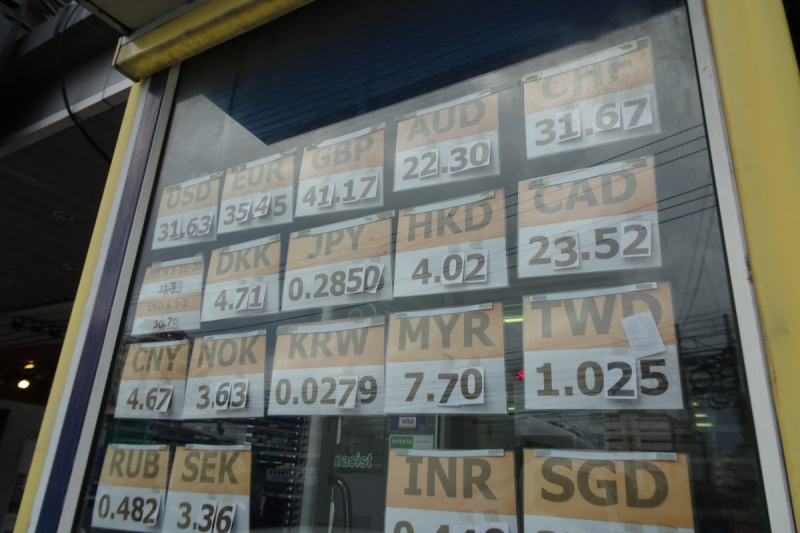 USD
31.63
EUR
35.45
GBP
41.17
AUD
22.30
CHF
31.67
DKK
4.71
JPY
0.2850
HKD
4.02
CAD
23.52
CNY
4.67
NOK
3.63
KRW
0.0279
MYR
7.70
TWD
1.025
RUB
0.482
SEK
3.36
INR
SGD
VISA
nacist